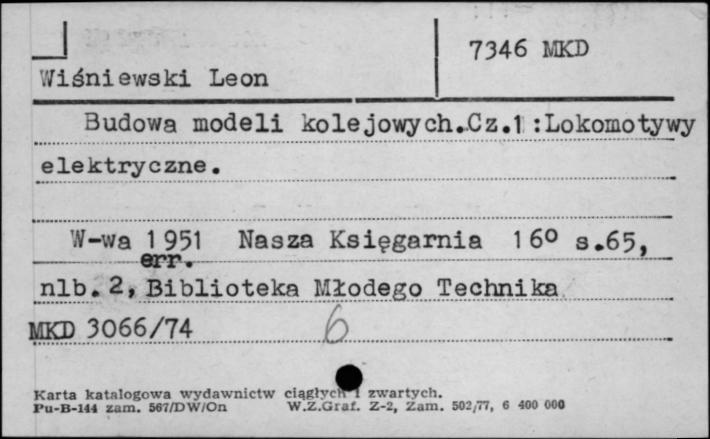 7346 MKD
Wiśniewski Leon
Budowa modeli kolejowych.Cz.1 :Lokomotywy
elektryczne.
W-wa 1951 Nasza Księgarnia 16° s.65,
err.
nlb. 2, Biblioteka Młodego Technika
MKD 3066/74 6
Karta katalogowa wydawnictw ciągłych i zwartych.
Pu-B-144 zam. 567/DW/On W.Z.Graf. Z-2, Zam. 502/77, 6 400 000